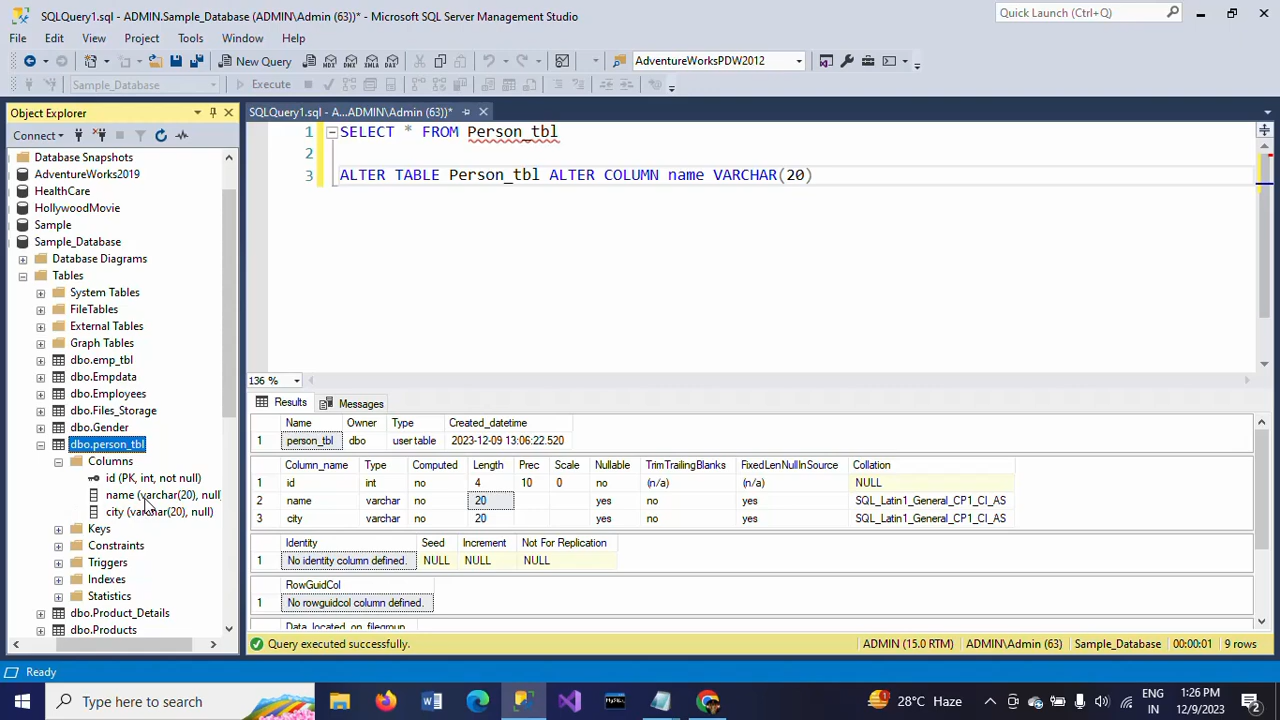 SQLQuery1.sql - ADMIN.Sample_Database (ADMIN\Admin (63))* - Microsoft SQL Server Management Studio
Quick Launch (Ctrl+Q)
File Edit View Project Tools Window Help
New Query MDX DMX XMLA DAX AdventureWorksPDW2012
Sample_Database Execute
Object Explorer
Connect
Database Snapshots
AdventureWorks2019
HealthCare
HollywoodMovie
Sample
Sample_Database
Database Diagrams
Tables
System Tables
FileTables
External Tables
Graph Tables
dbo.emp_tbl
dbo.Empdata
dbo.Employees
dbo.Files_Storage
dbo.Gender
dbo.person_tbl
Columns
id (PK, int, not null)
name (varchar(20), null
city (varchar(20), null)
Keys
Constraints
Triggers
Indexes
Statistics
dbo.Product_Details
dbo.Products
SQLQuery1.sql - A...ADMIN\Admin (63))*
1 SELECT * FROM Person_tbl
2
3 ALTER TABLE Person_tbl ALTER COLUMN name VARCHAR(20)
136 %
Results Messages
Name Owner Type Created_datetime
1 person_tbl dbo user table 2023-12-09 13:06:22.520
Column_name Type Computed Length Prec Scale Nullable TrimTrailingBlanks FixedLenNullInSource Collation
1 id int no 4 10 0 no (n/a) (n/a) NULL
2 name varchar no 20 yes no yes SQL_Latin1_General_CP1_CI_AS
3 city varchar no 20 yes no yes SQL_Latin1_General_CP1_CI_AS
Identity Seed Increment Not For Replication
1 No identity column defined. NULL NULL NULL
RowGuidCol
1 No rowguidcol column defined.
Data_located_on_filegroup
Query executed successfully. ADMIN (15.0 RTM) ADMIN\Admin (63) Sample_Database 00:00:01 9 rows
Ready
Type here to search
MySQL
28°C Haze
ENG
IN
1:26 PM
12/9/2023
2